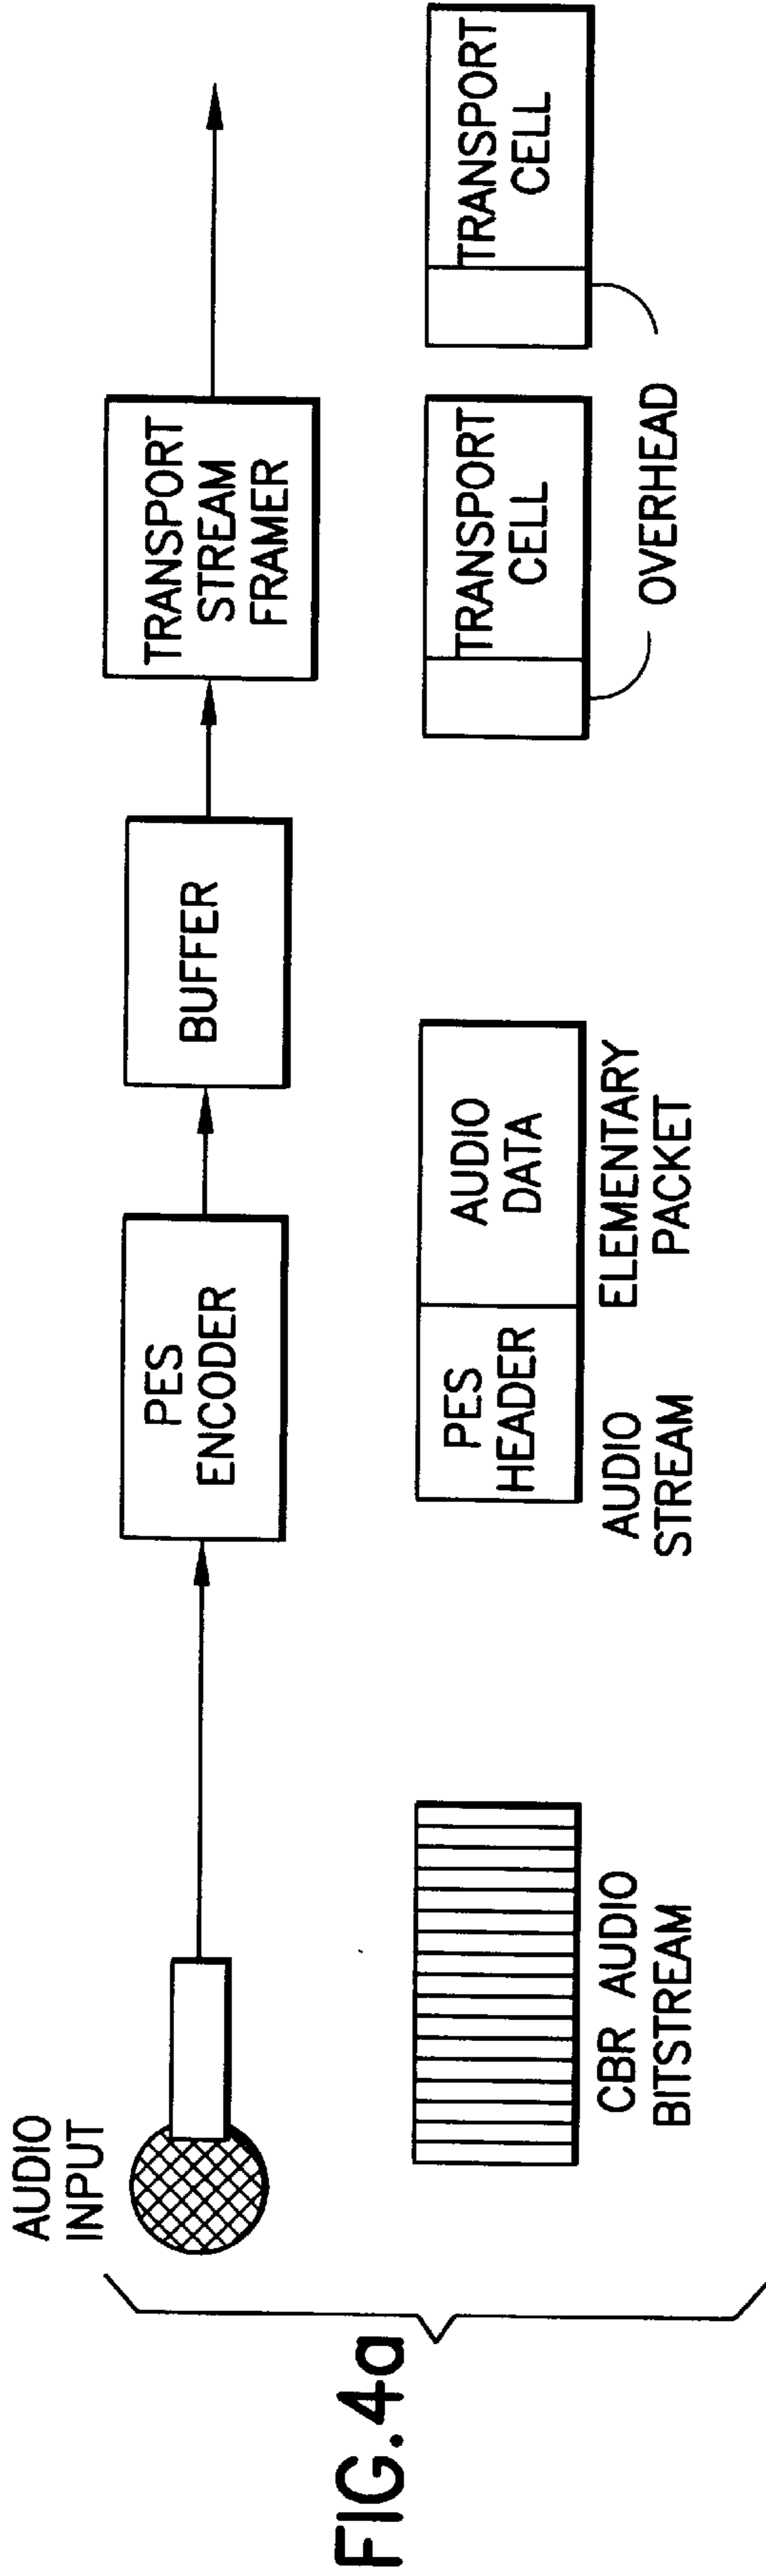 AUDIO
INPUT
PES
ENCODER
BUFFER
TRANSPORT
STREAM
FRAMER
CBR AUDIO
BITSTREAM
PES
HEADER
AUDIO
DATA
AUDIO
STREAM
ELEMENTARY
PACKET
TRANSPORT
CELL
TRANSPORT
CELL
OVERHEAD
FIG. 4a